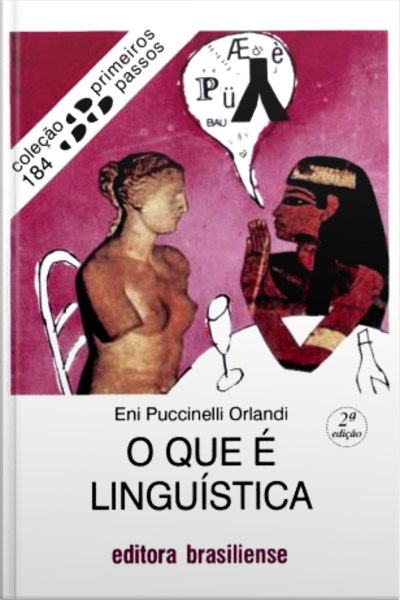 coleção primeiros
184 passos
Æ è
P ü
BAU
Eni Puccinelli Orlandi
2ª
edição
O QUE É
LINGUÍSTICA
editora brasiliense